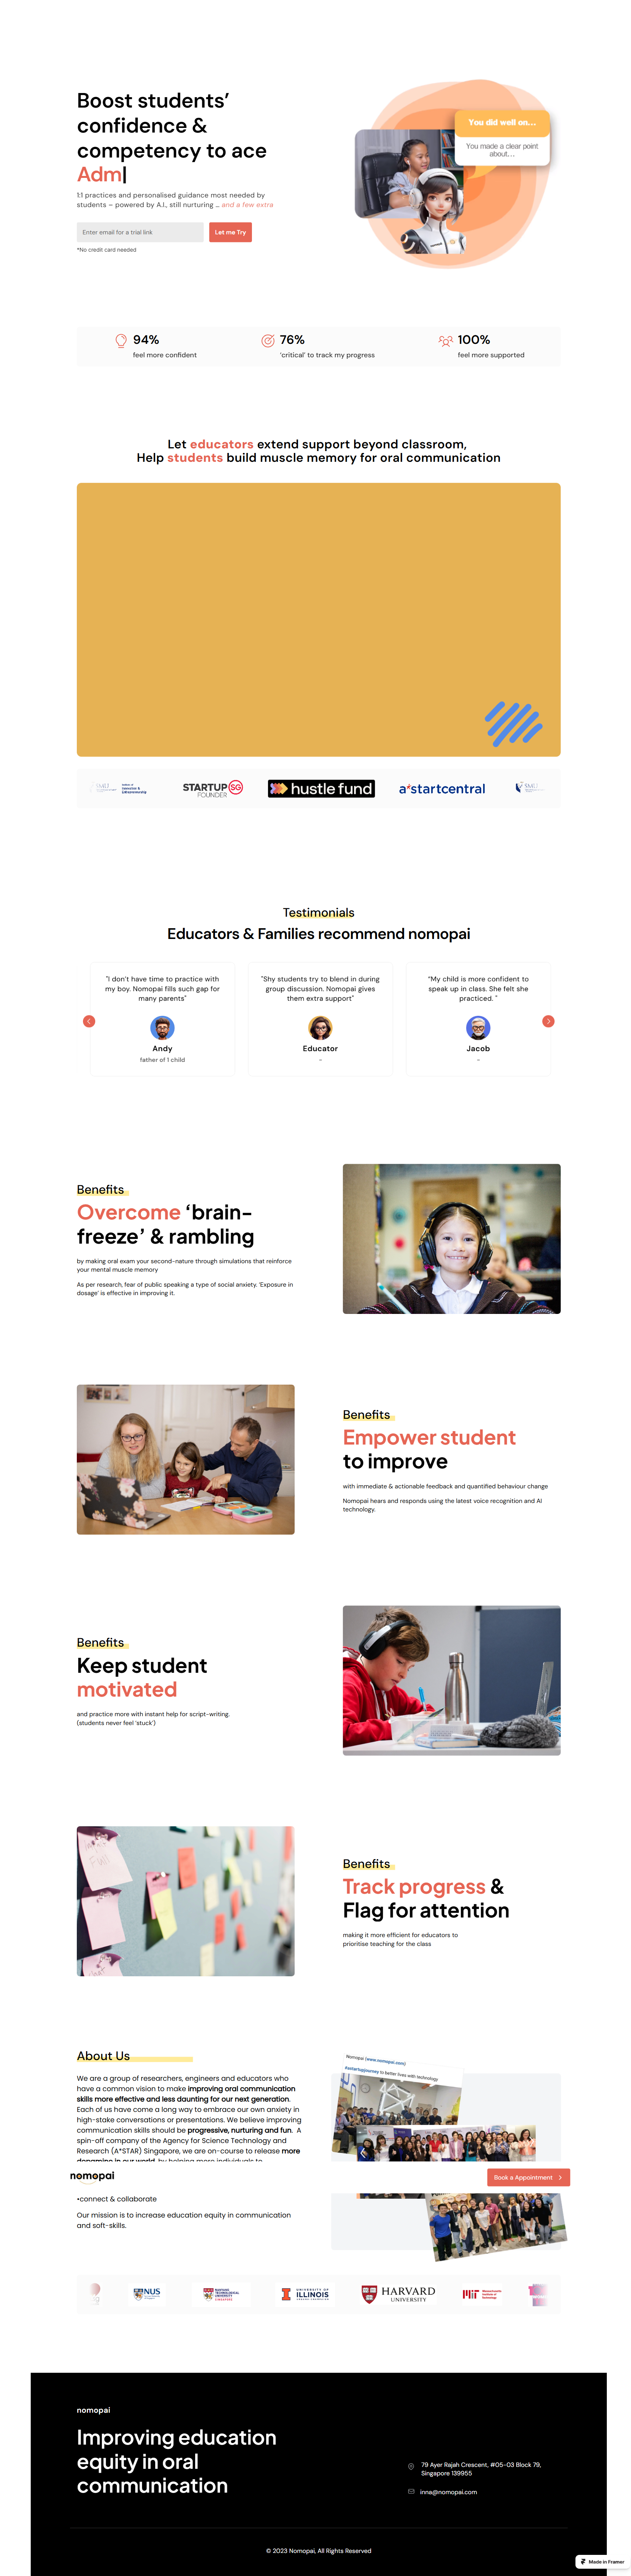 Boost students’
confidence &
competency to ace
Adm
1:1 practices and personalised guidance most needed by
students – powered by A.I., still nurturing ... and a few extra
Enter email for a trial link
Let me Try
*No credit card needed
You did well on...
You made a clear point
about...
94%
feel more confident
76%
‘critical’ to track my progress
100%
feel more supported
Let educators extend support beyond classroom,
Help students build muscle memory for oral communication
SMU
STARTUP SG
FOUNDER
hustle fund
a*startcentral
SMU
Testimonials
Educators & Families recommend nomopai
"I don’t have time to practice with
my boy. Nomopai fills such gap for
many parents"
Andy
father of 1 child
"Shy students try to blend in during
group discussion. Nomopai gives
them extra support"
Educator
–
“My child is more confident to
speak up in class. She felt she
practiced. "
Jacob
–
Benefits
Overcome ‘brain-
freeze’ & rambling
by making oral exam your second-nature through simulations that reinforce
your mental muscle memory
As per research, fear of public speaking a type of social anxiety. ‘Exposure in
dosage’ is effective in improving it.
Benefits
Empower student
to improve
with immediate & actionable feedback and quantified behaviour change
Nomopai hears and responds using the latest voice recognition and AI
technology.
Benefits
Keep student
motivated
and practice more with instant help for script-writing.
(students never feel ‘stuck’)
Benefits
Track progress &
Flag for attention
making it more efficient for educators to
prioritise teaching for the class
About Us
We are a group of researchers, engineers and educators who
have a common vision to make improving oral communication
skills more effective and less daunting for our next generation.
Each of us have come a long way to embrace our own anxiety in
high-stake conversations or presentations. We believe improving
communication skills should be progressive, nurturing and fun. A
spin-off company of the Agency for Science Technology and
Research (A*STAR) Singapore, we are on-course to release more
Nomopai (www.nomopai.com)
#astartupjourney to better lives with technology
nomopai
Book a Appointment
•connect & collaborate
Our mission is to increase education equity in communication
and soft-skills.
NUS
NANYANG
TECHNOLOGICAL
UNIVERSITY
SINGAPORE
UNIVERSITY OF
ILLINOIS
HARVARD
UNIVERSITY
Massachusetts
Institute of
Technology
nomopai
Improving education
equity in oral
communication
79 Ayer Rajah Crescent, #05-03 Block 79,
Singapore 139955
inna@nomopai.com
© 2023 Nomopai, All Rights Reserved
Made in Framer